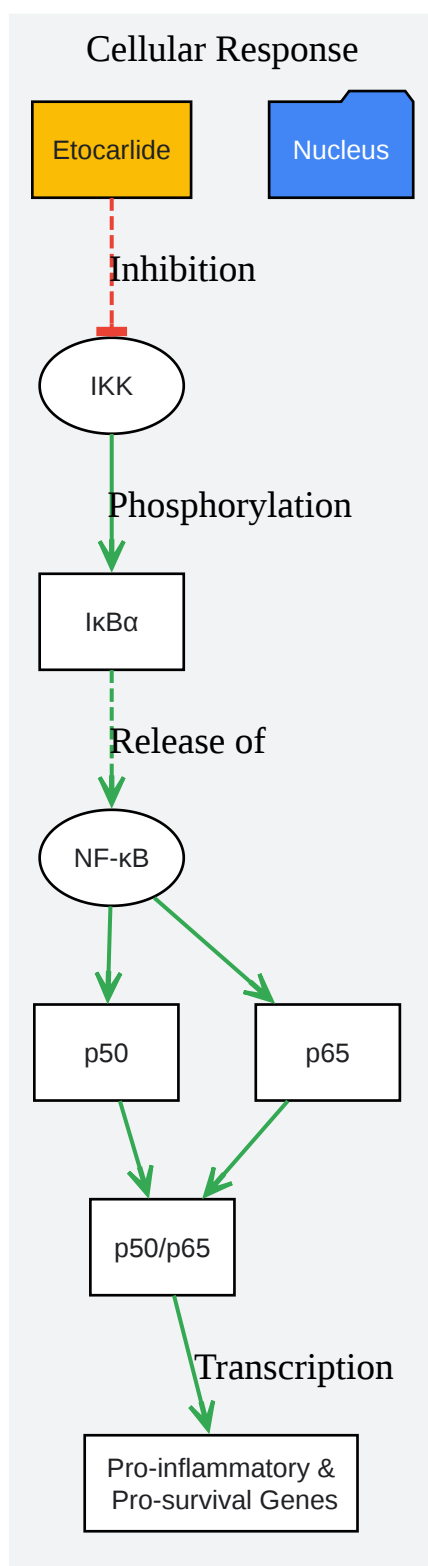 Cellular Response
Etocarlide
Nucleus
Inhibition
IKK
Phosphorylation
IκBα
Release of
NF-κB
p50
p65
p50/p65
Transcription
Pro-inflammatory &
Pro-survival Genes